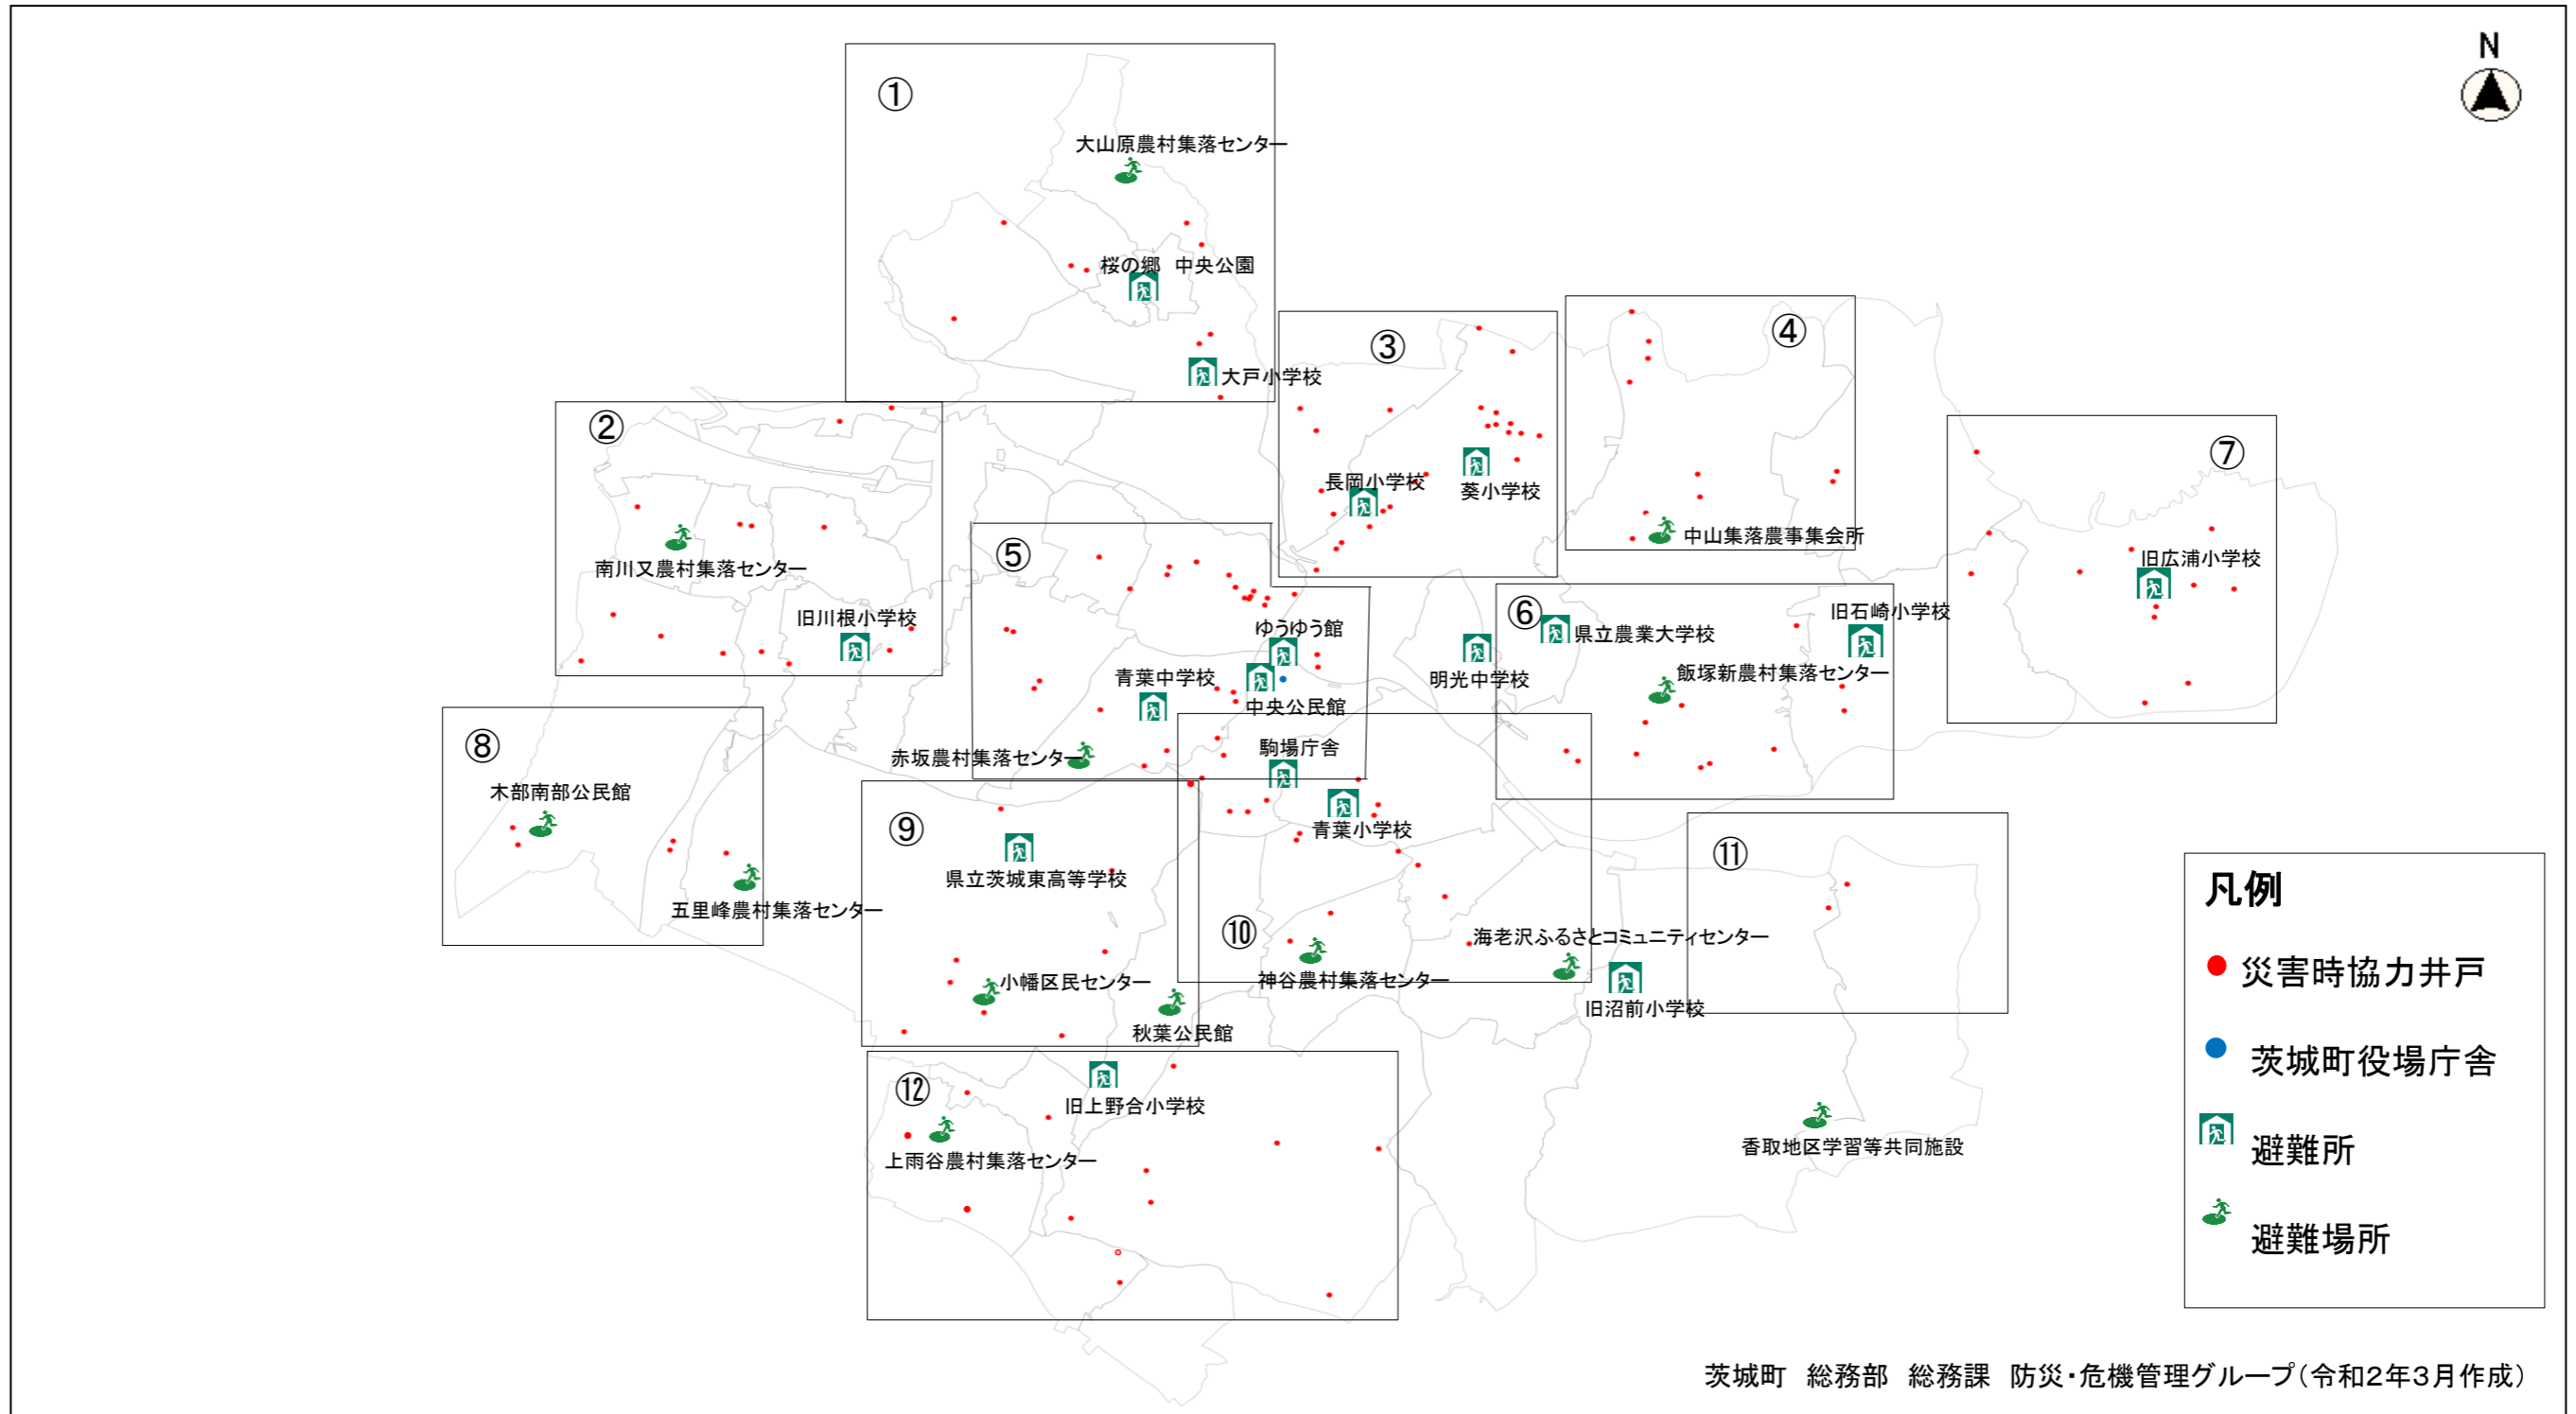 N
①
大山原農村集落センター
桜の郷　中央公園
大戸小学校
②
南川又農村集落センター
旧川根小学校
③
長岡小学校
葵小学校
④
中山集落農事集会所
⑤
ゆうゆう館
青葉中学校
中央公民館
赤坂農村集落センター
明光中学校
⑥
県立農業大学校
旧石崎小学校
飯塚新農村集落センター
⑦
旧広浦小学校
⑧
木部南部公民館
五里峰農村集落センター
⑨
県立茨城東高等学校
小幡区民センター
秋葉公民館
駒場庁舎
青葉小学校
⑩
神谷農村集落センター
海老沢ふるさとコミュニティセンター
旧沼前小学校
⑪
香取地区学習等共同施設
⑫
旧上野合小学校
上雨谷農村集落センター
凡例
災害時協力井戸
茨城町役場庁舎
避難所
避難場所
茨城町　総務部　総務課　防災・危機管理グループ（令和2年3月作成）